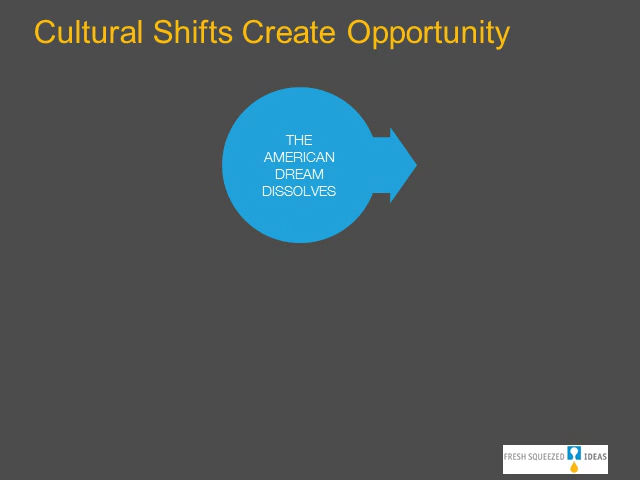 Cultural Shifts Create Opportunity
THE
AMERICAN
DREAM
DISSOLVES
FRESH SQUEEZED IDEAS